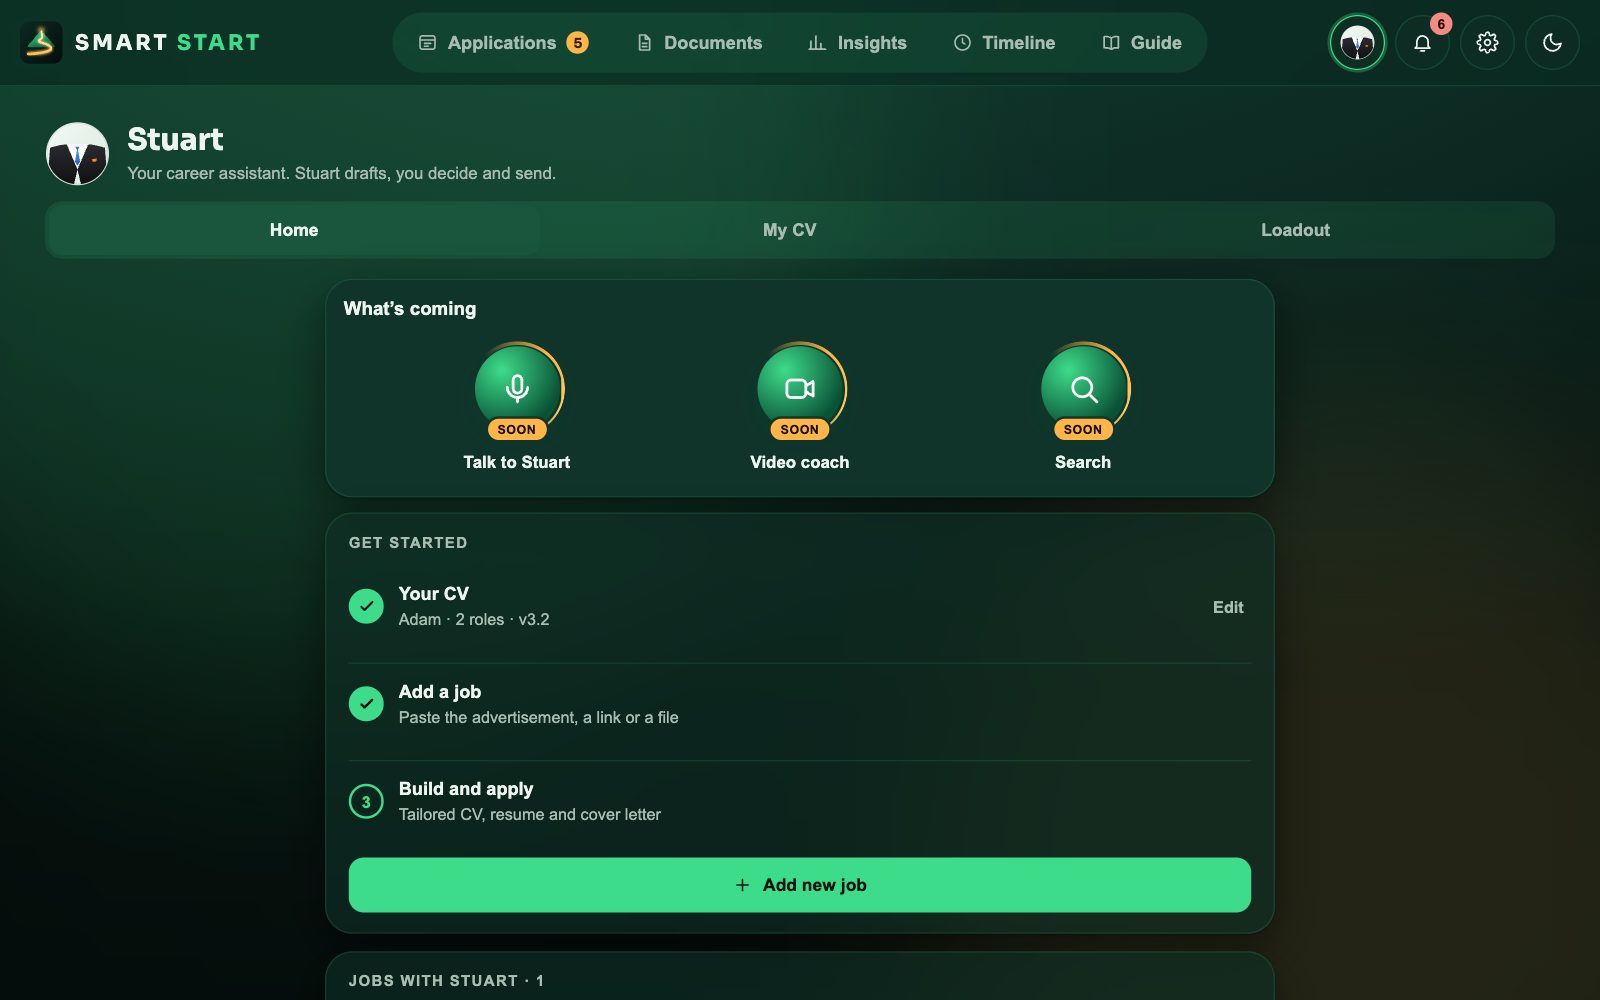 SMART START
Applications 5
Documents
Insights
Timeline
Guide
6
Stuart
Your career assistant. Stuart drafts, you decide and send.
Home
My CV
Loadout
What’s coming
SOON
Talk to Stuart
SOON
Video coach
SOON
Search
GET STARTED
Your CV
Adam · 2 roles · v3.2
Edit
Add a job
Paste the advertisement, a link or a file
3
Build and apply
Tailored CV, resume and cover letter
+ Add new job
JOBS WITH STUART · 1